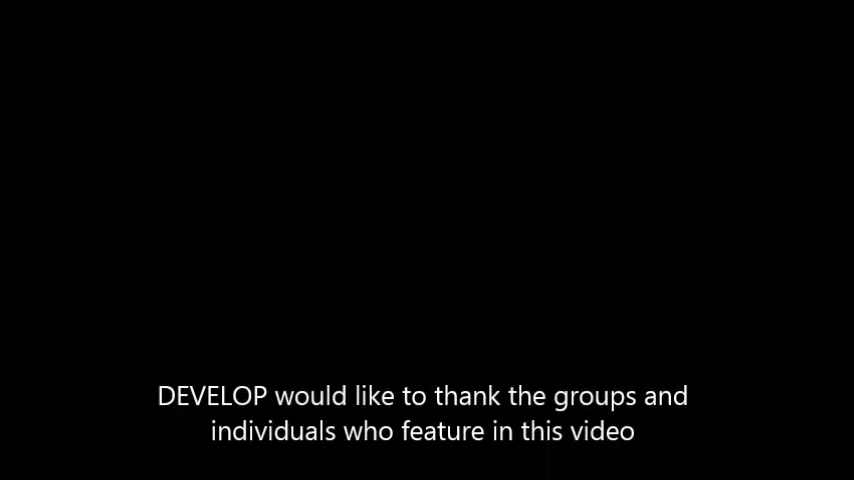 DEVELOP would like to thank the groups and
individuals who feature in this video